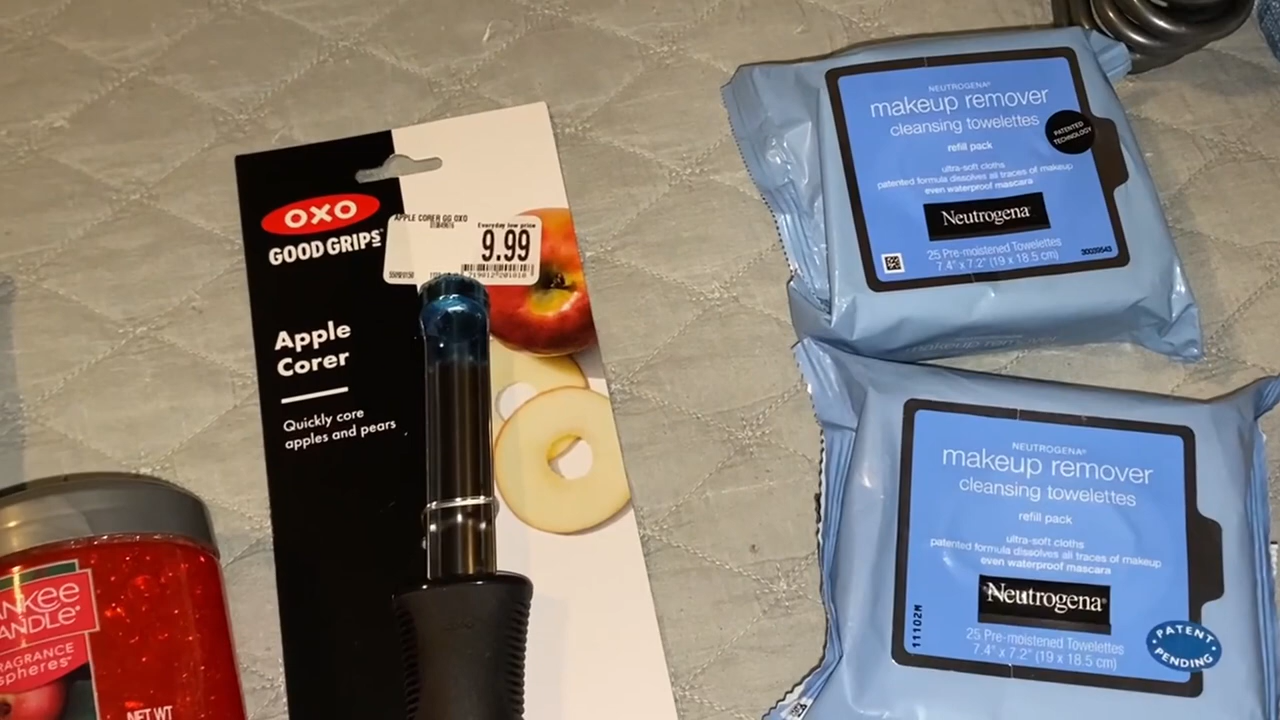 OXO
GOOD GRIPS
APPLE CORER GG OXO
Everyday low price
9.99
Apple
Corer
Quickly core
apples and pears
NEUTROGENA®
makeup remover
cleansing towelettes
PATENTED
TECHNOLOGY
refill pack
ultra-soft cloths
patented formula dissolves all traces of makeup
even waterproof mascara
Neutrogena®
25 Pre-moistened Towelettes
7.4" x 7.2" (19 x 18.5 cm)
makeup remover
NEUTROGENA®
makeup remover
cleansing towelettes
refill pack
ultra-soft cloths
patented formula dissolves all traces of makeup
even waterproof mascara
Neutrogena®
11102M
25 Pre-moistened Towelettes
7.4" x 7.2" (19 x 18.5 cm)
PATENT
PENDING
ANKEE
ANDLE®
RAGRANCE
spheres™
NET WT